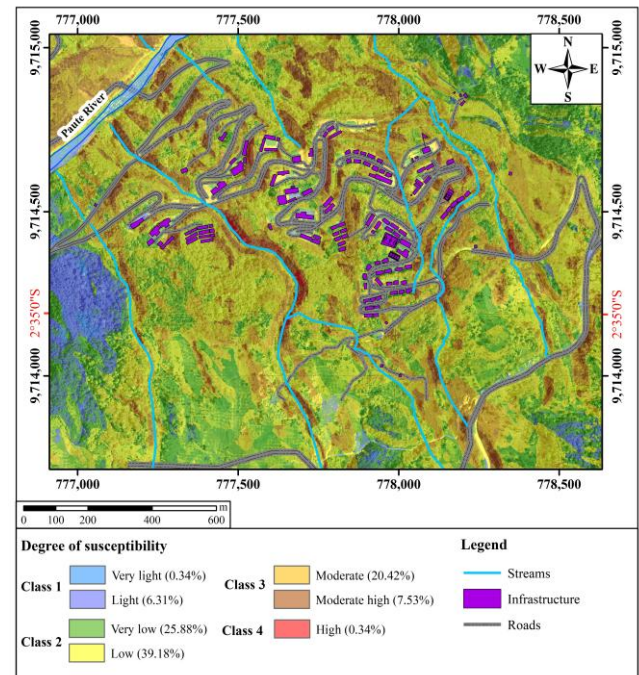 777,000 777,500 778,000 778,500
9,715,000
9,715,000
N
W E
S
Paute River
9,714,500
9,714,500
2°35'0"S
2°35'0"S
9,714,000
9,714,000
777,000 777,500 778,000 778,500
m
0 100 200 400 600
Degree of susceptibility
Legend
Class 1
Very light (0.34%)
Light (6.31%)
Class 2
Very low (25.88%)
Low (39.18%)
Class 3
Moderate (20.42%)
Moderate high (7.53%)
Class 4
High (0.34%)
Streams
Infrastructure
Roads